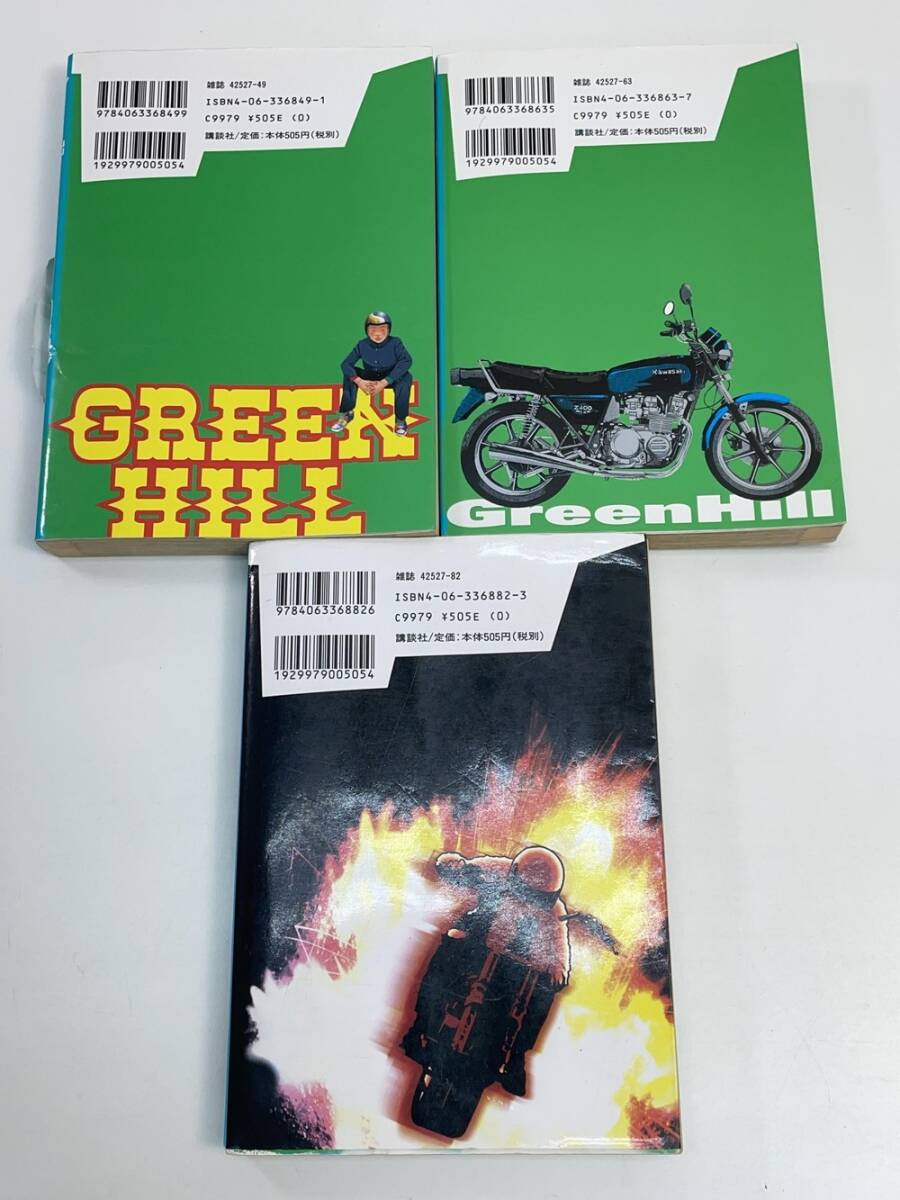 雑誌 42527-49
ISBN4-06-336849-1
C9979 ¥505E (0)
講談社/定価:本体505円(税別)
9784063368499
1929979005054
GREEN
HILL
雑誌 42527-63
ISBN4-06-336863-7
C9979 ¥505E (0)
講談社/定価:本体505円(税別)
9784063368635
1929979005054
Kawasaki
Z400
GreenHill
雑誌 42527-82
ISBN4-06-336882-3
C9979 ¥505E (0)
講談社/定価:本体505円(税別)
9784063368826
1929979005054